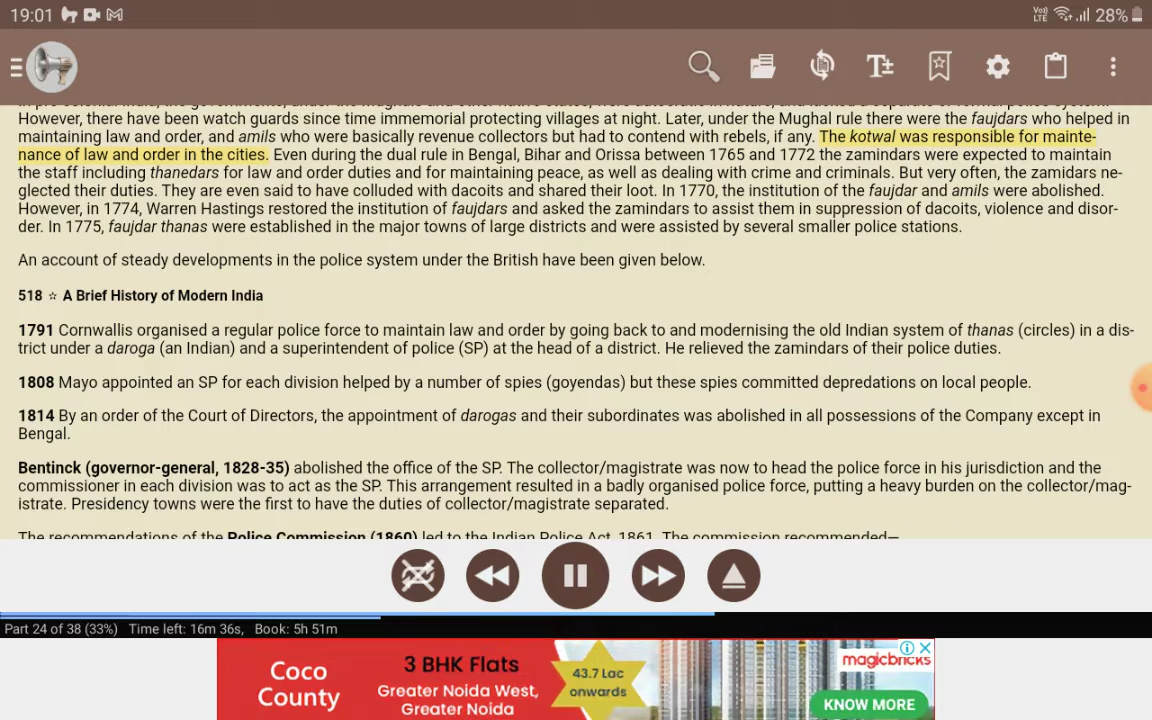 19:01
Vo) LTE 28%
However, there have been watch guards since time immemorial protecting villages at night. Later, under the Mughal rule there were the faujdars who helped in
maintaining law and order, and amils who were basically revenue collectors but had to contend with rebels, if any. The kotwal was responsible for mainte-
nance of law and order in the cities. Even during the dual rule in Bengal, Bihar and Orissa between 1765 and 1772 the zamindars were expected to maintain
the staff including thanedars for law and order duties and for maintaining peace, as well as dealing with crime and criminals. But very often, the zamidars ne-
glected their duties. They are even said to have colluded with dacoits and shared their loot. In 1770, the institution of the faujdar and amils were abolished.
However, in 1774, Warren Hastings restored the institution of faujdars and asked the zamindars to assist them in suppression of dacoits, violence and disor-
der. In 1775, faujdar thanas were established in the major towns of large districts and were assisted by several smaller police stations.
An account of steady developments in the police system under the British have been given below.
518 ☆ A Brief History of Modern India
1791 Cornwallis organised a regular police force to maintain law and order by going back to and modernising the old Indian system of thanas (circles) in a dis-
trict under a daroga (an Indian) and a superintendent of police (SP) at the head of a district. He relieved the zamindars of their police duties.
1808 Mayo appointed an SP for each division helped by a number of spies (goyendas) but these spies committed depredations on local people.
1814 By an order of the Court of Directors, the appointment of darogas and their subordinates was abolished in all possessions of the Company except in
Bengal.
Bentinck (governor-general, 1828-35) abolished the office of the SP. The collector/magistrate was now to head the police force in his jurisdiction and the
commissioner in each division was to act as the SP. This arrangement resulted in a badly organised police force, putting a heavy burden on the collector/mag-
istrate. Presidency towns were the first to have the duties of collector/magistrate separated.
The recommendations of the Police Commission (1860) led to the Indian Police Act, 1861. The commission recommended—
Part 24 of 38 (33%) Time left: 16m 36s, Book: 5h 51m
Coco
County
3 BHK Flats
Greater Noida West,
Greater Noida
43.7 Lac
onwards
magicbricks
KNOW MORE